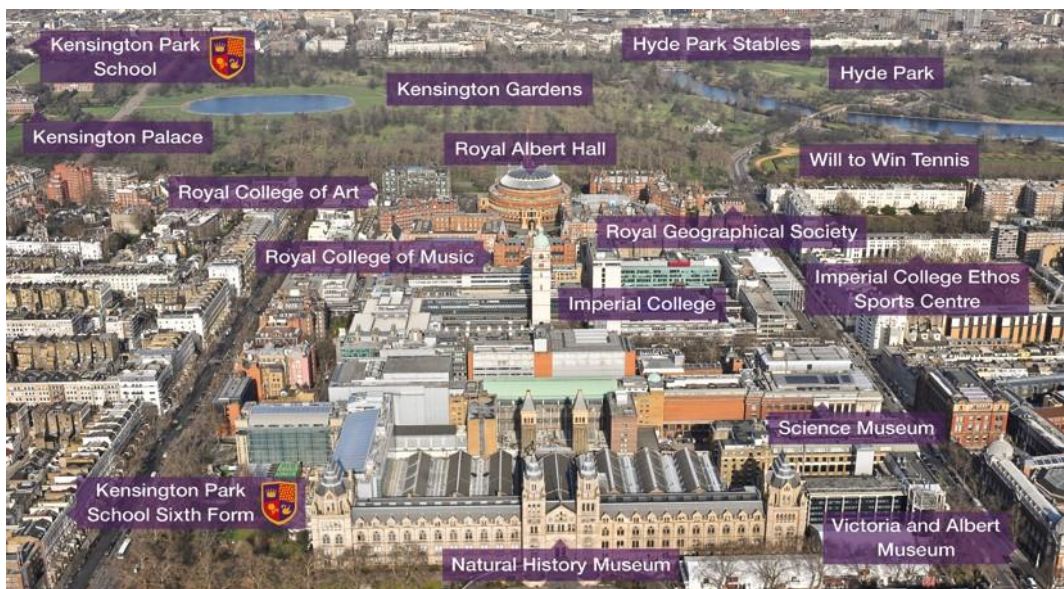 Kensington Park
School
Hyde Park Stables
Hyde Park
Kensington Gardens
Kensington Palace
Royal Albert Hall
Will to Win Tennis
Royal College of Art
Royal Geographical Society
Royal College of Music
Imperial College Ethos
Sports Centre
Imperial College
Science Museum
Kensington Park
School Sixth Form
Victoria and Albert
Museum
Natural History Museum